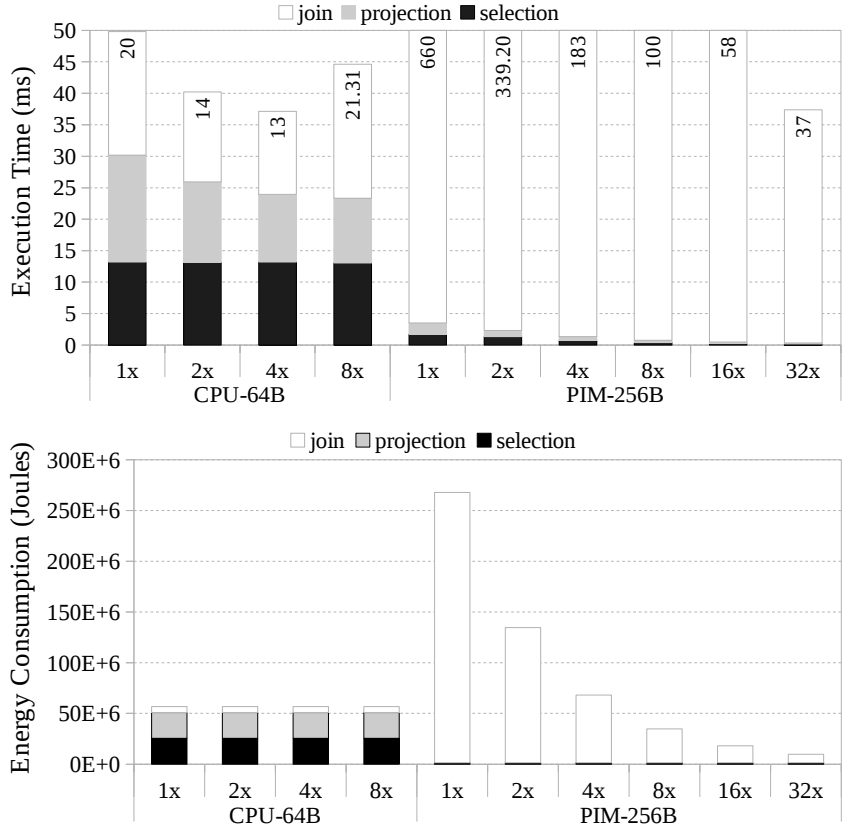 join projection selection
Execution Time (ms)
50
45
40
35
30
25
20
15
10
5
0
20
14
13
21.31
660
339.20
183
100
58
37
1x 2x 4x 8x 1x 2x 4x 8x 16x 32x
CPU-64B PIM-256B
join projection selection
Energy Consumption (Joules)
300E+6
250E+6
200E+6
150E+6
100E+6
50E+6
0E+0
1x 2x 4x 8x 1x 2x 4x 8x 16x 32x
CPU-64B PIM-256B